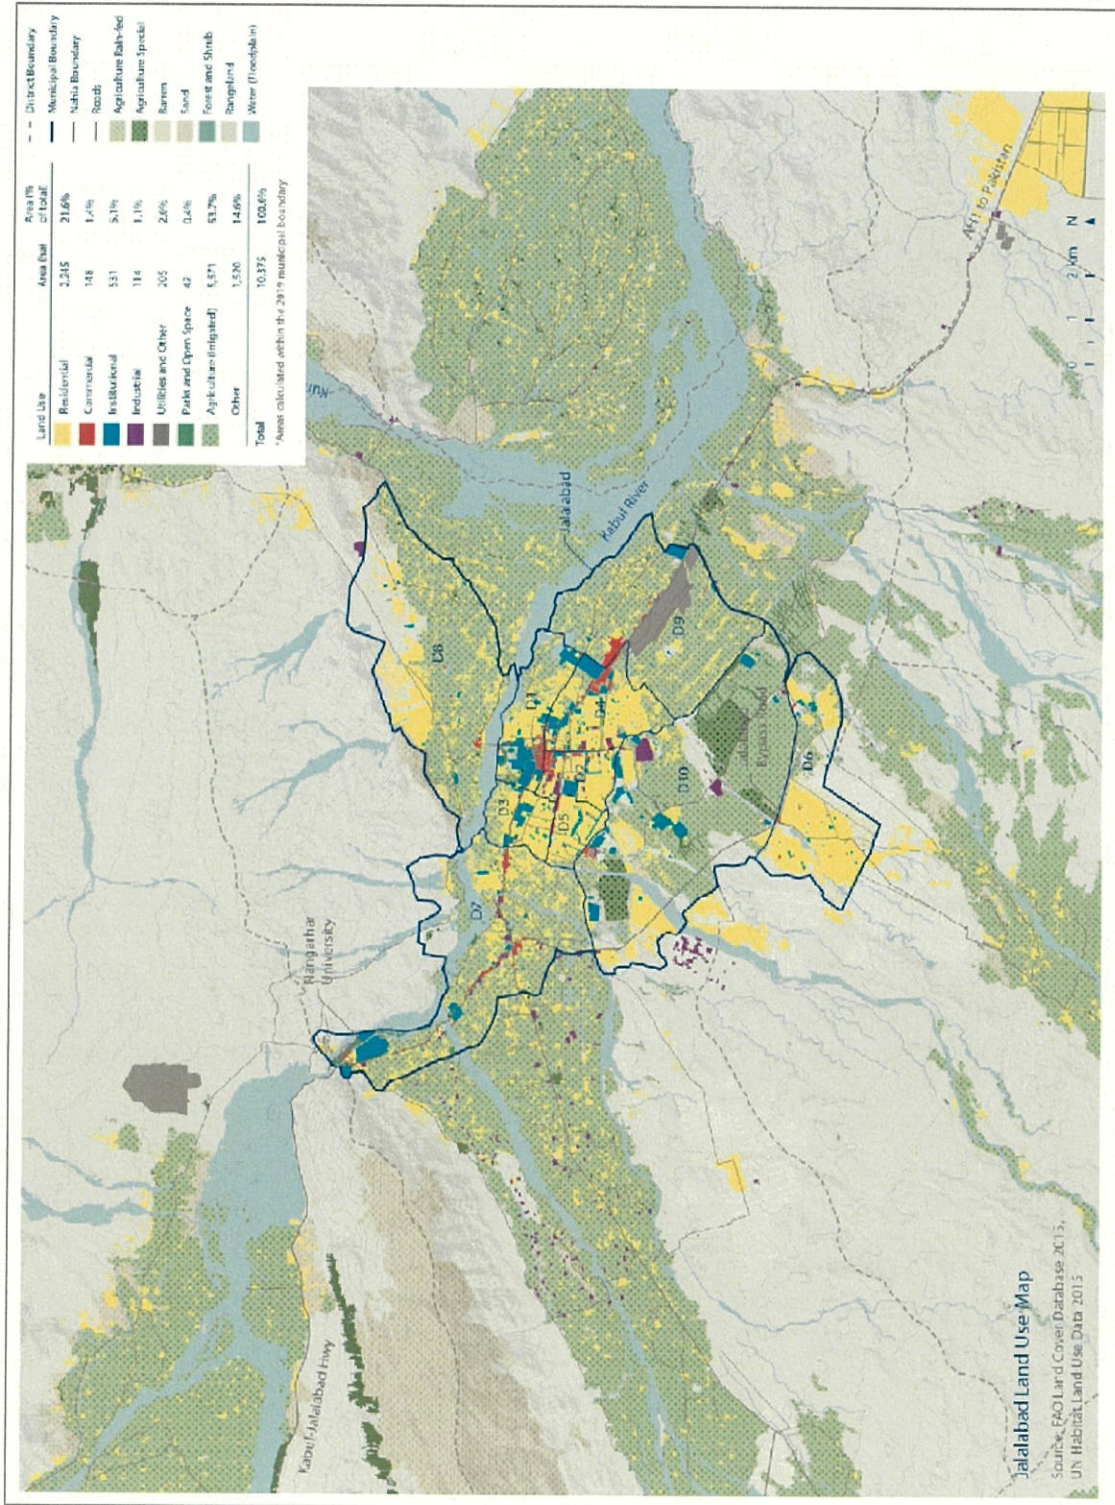 Land Use Area (ha) Area (% of total)
Residential 2,245 21.6%
Commercial 148 1.4%
Institutional 531 5.1%
Industrial 114 1.1%
Utilities and Other 205 2.0%
Parks and Open Space 42 0.4%
Agriculture (Irrigated) 5,571 53.7%
Other 1,520 14.6%
Total 10,375 100.0%
*Areas calculated within the 2019 municipal boundary
District Boundary
Municipal Boundary
Nahia Boundary
Roads
Agriculture Rain-fed
Agriculture Special
Barren
Sand
Forest and Shrub
Rangeland
Water (Floodplain)
Nangarhar
University
Kabul-Jalalabad Hwy
Jalalabad
Kabul River
D8
D7
D3
D1
D5
D2
D4
D9
D10
D6
Bypass Road
AH1 to Pakistan
0 1 2 km N
Jalalabad Land Use Map
Source: FAO Land Cover Database 2015,
UN Habitat Land Use Data 2015